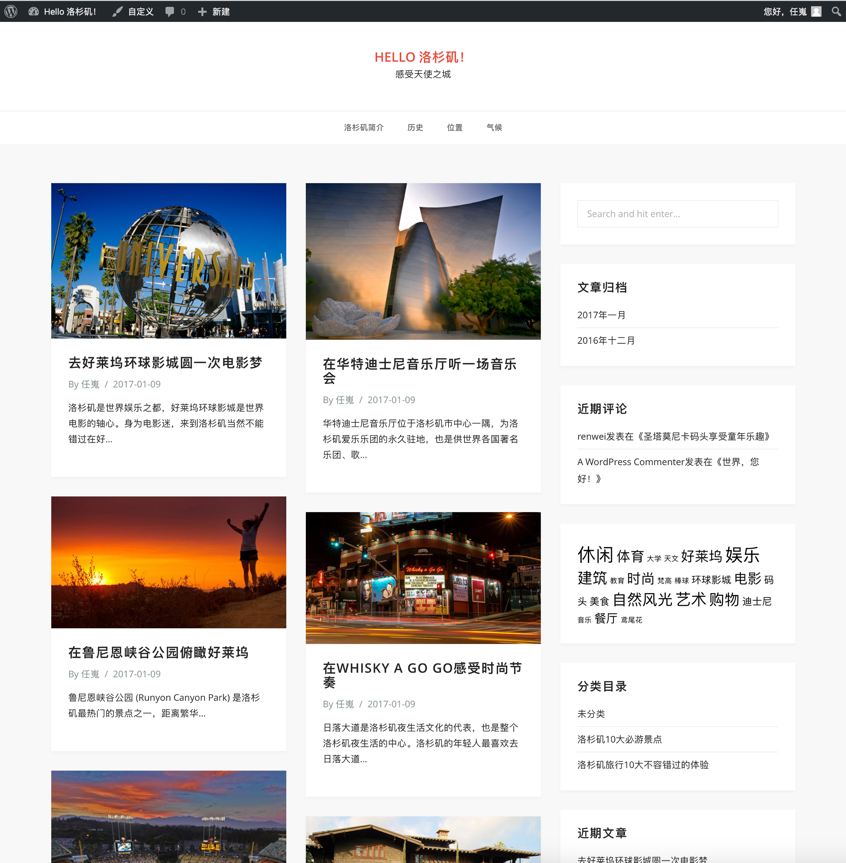 Hello 洛杉矶！ 自定义 0 新建 您好，任嵬
HELLO 洛杉矶！
感受天使之城
洛杉矶简介 历史 位置 气候
UNIVERSAL
去好莱坞环球影城圆一次电影梦
By 任嵬 / 2017-01-09
洛杉矶是世界娱乐之都，好莱坞环球影城是世界
电影的轴心。身为电影迷，来到洛杉矶当然不能
错过在好...
在鲁尼恩峡谷公园俯瞰好莱坞
By 任嵬 / 2017-01-09
鲁尼恩峡谷公园 (Runyon Canyon Park) 是洛杉
矶最热门的景点之一，距离繁华...
在华特迪士尼音乐厅听一场音乐
会
By 任嵬 / 2017-01-09
华特迪士尼音乐厅位于洛杉矶市中心一隅，为洛
杉矶爱乐乐团的永久驻地，也是供世界各国著名
乐团、歌...
Whisky a Go Go
在WHISKY A GO GO感受时尚节
奏
By 任嵬 / 2017-01-09
日落大道是洛杉矶夜生活文化的代表，也是整个
洛杉矶夜生活的中心。洛杉矶的年轻人最喜欢去
日落大道...
Search and hit enter...
文章归档
2017年一月
2016年十二月
近期评论
renwei发表在《圣塔莫尼卡码头享受童年乐趣》
A WordPress Commenter发表在《世界，您
好！》
休闲 体育 大学 天文 好莱坞 娱乐
建筑 教育 时尚 梵高 棒球 环球影城 电影 码
头 美食 自然风光 艺术 购物 迪士尼
音乐 餐厅 鸢尾花
分类目录
未分类
洛杉矶10大必游景点
洛杉矶旅行10大不容错过的体验
近期文章
去好莱坞环球影城圆一次电影梦